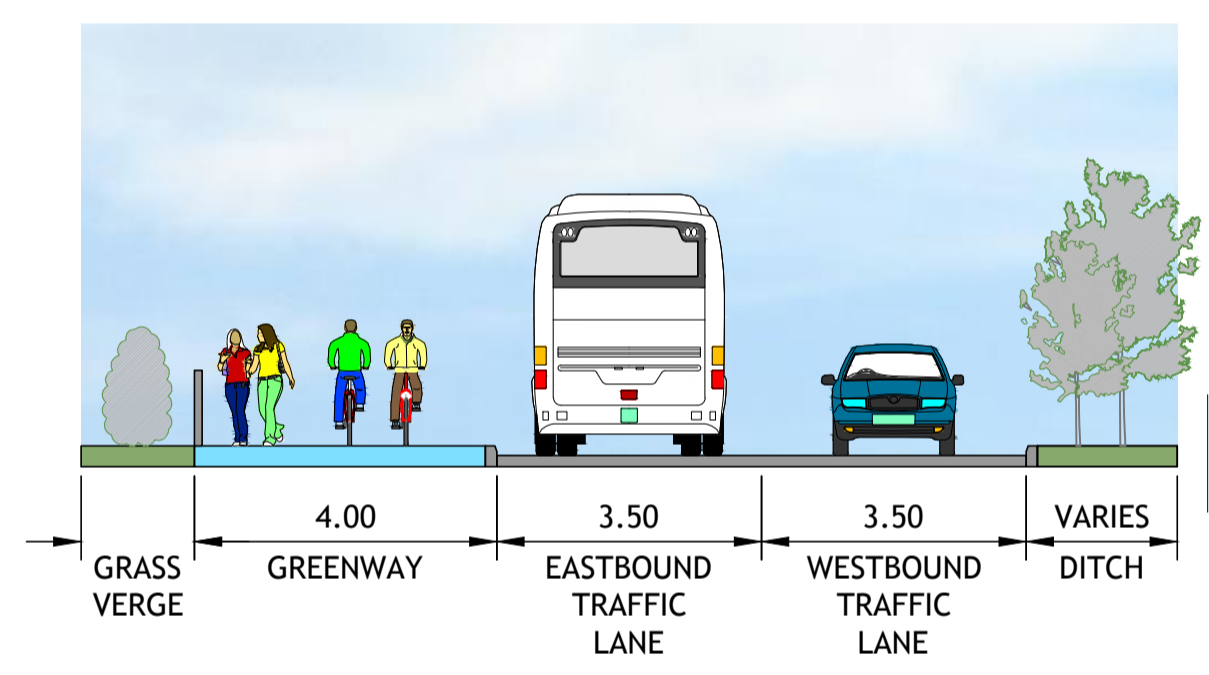 4.00
3.50
3.50
VARIES
GRASS
VERGE
GREENWAY
EASTBOUND
TRAFFIC
LANE
WESTBOUND
TRAFFIC
LANE
DITCH